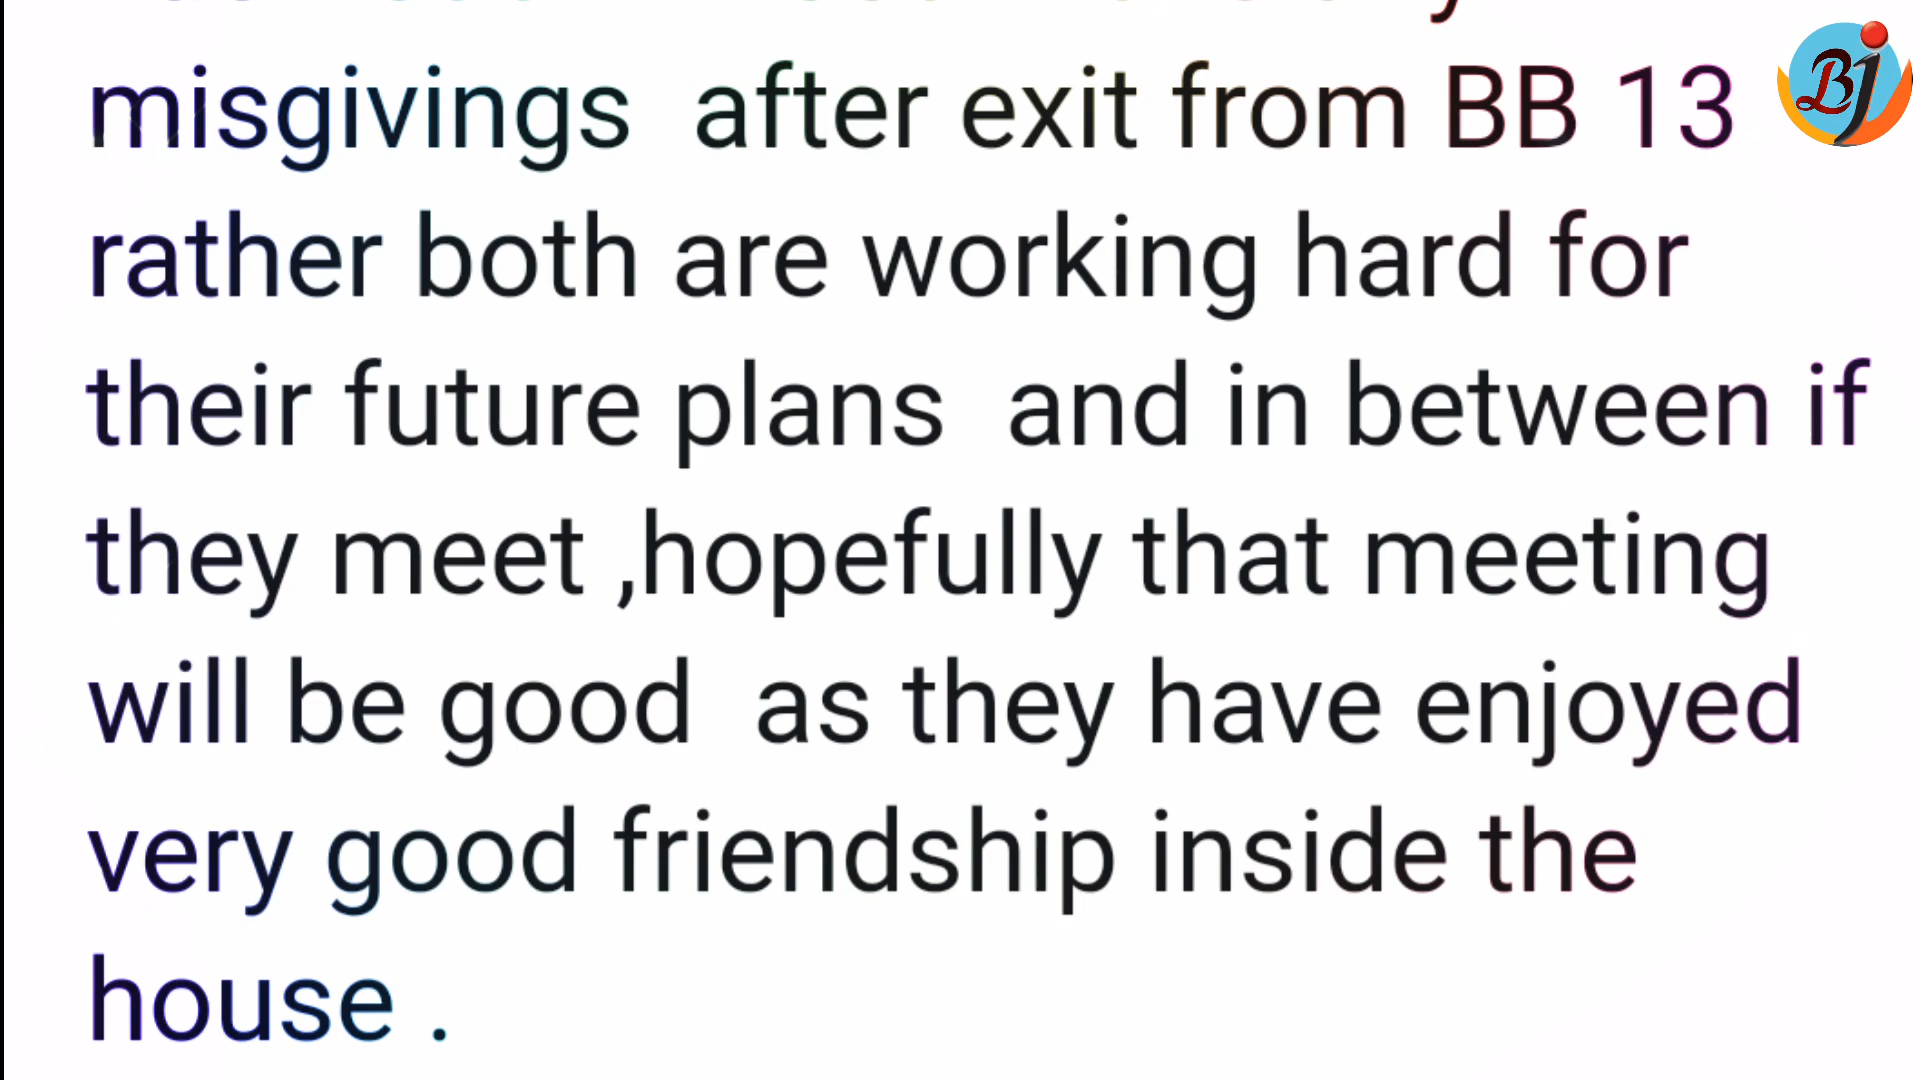 misgivings  after exit from BB 13
rather both are working hard for
their future plans  and in between if
they meet ,hopefully that meeting
will be good  as they have enjoyed
very good friendship inside the
house .
Bj